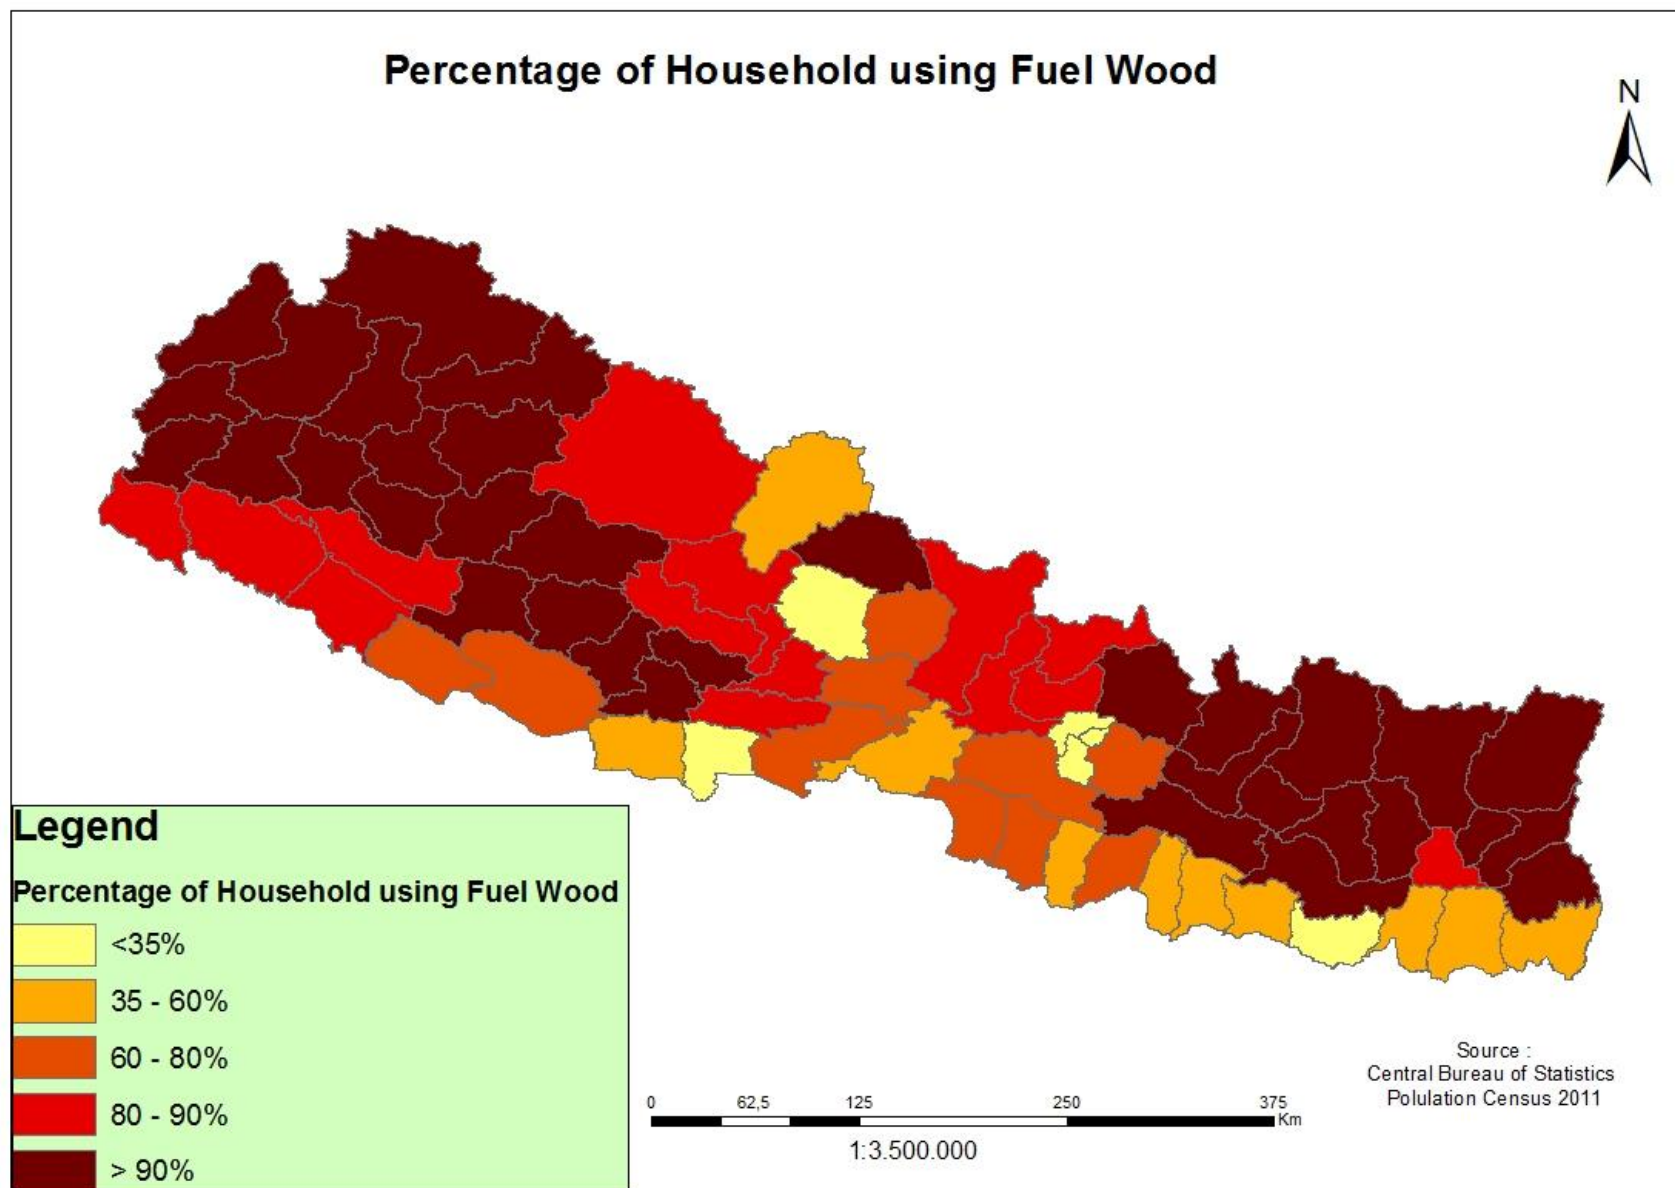 Percentage of Household using Fuel Wood
N
Legend
Percentage of Household using Fuel Wood
<35%
35 - 60%
60 - 80%
80 - 90%
> 90%
0 62,5 125 250 375
Km
1:3.500.000
Source :
Central Bureau of Statistics
Polulation Census 2011